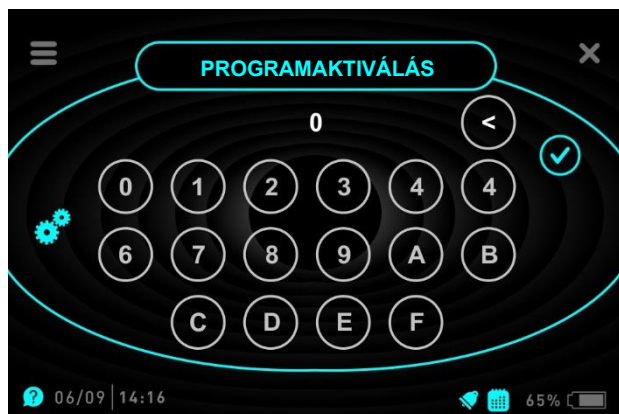 PROGRAMAKTIVÁLÁS
0 <
0 1 2 3 4 4
6 7 8 9 A B
C D E F
? 06/09 14:16 65%